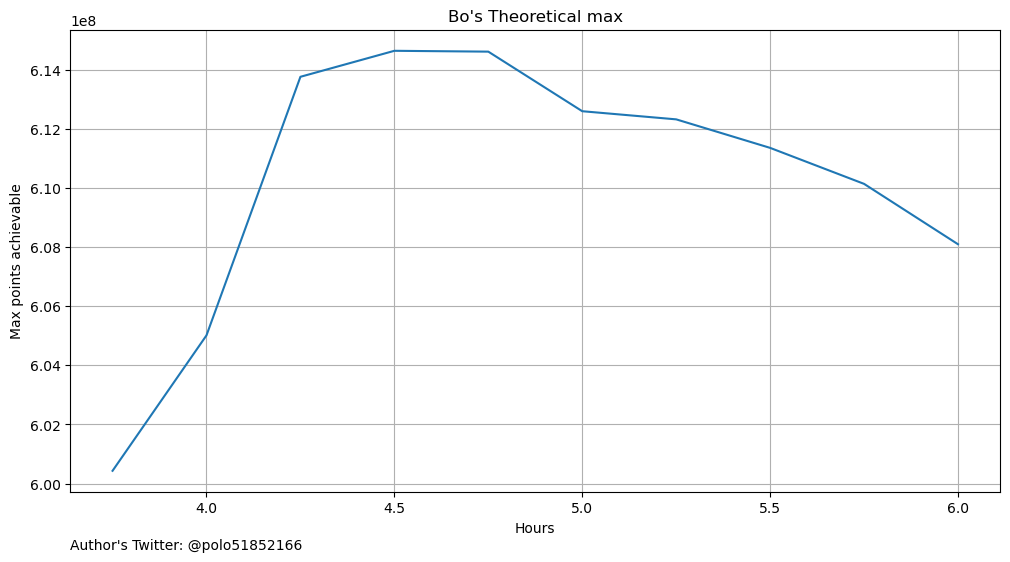 Bo's Theoretical max
1e8
6.14
6.12
6.10
6.08
6.06
6.04
6.02
6.00
Max points achievable
4.0 4.5 5.0 5.5 6.0
Hours
Author's Twitter: @polo51852166